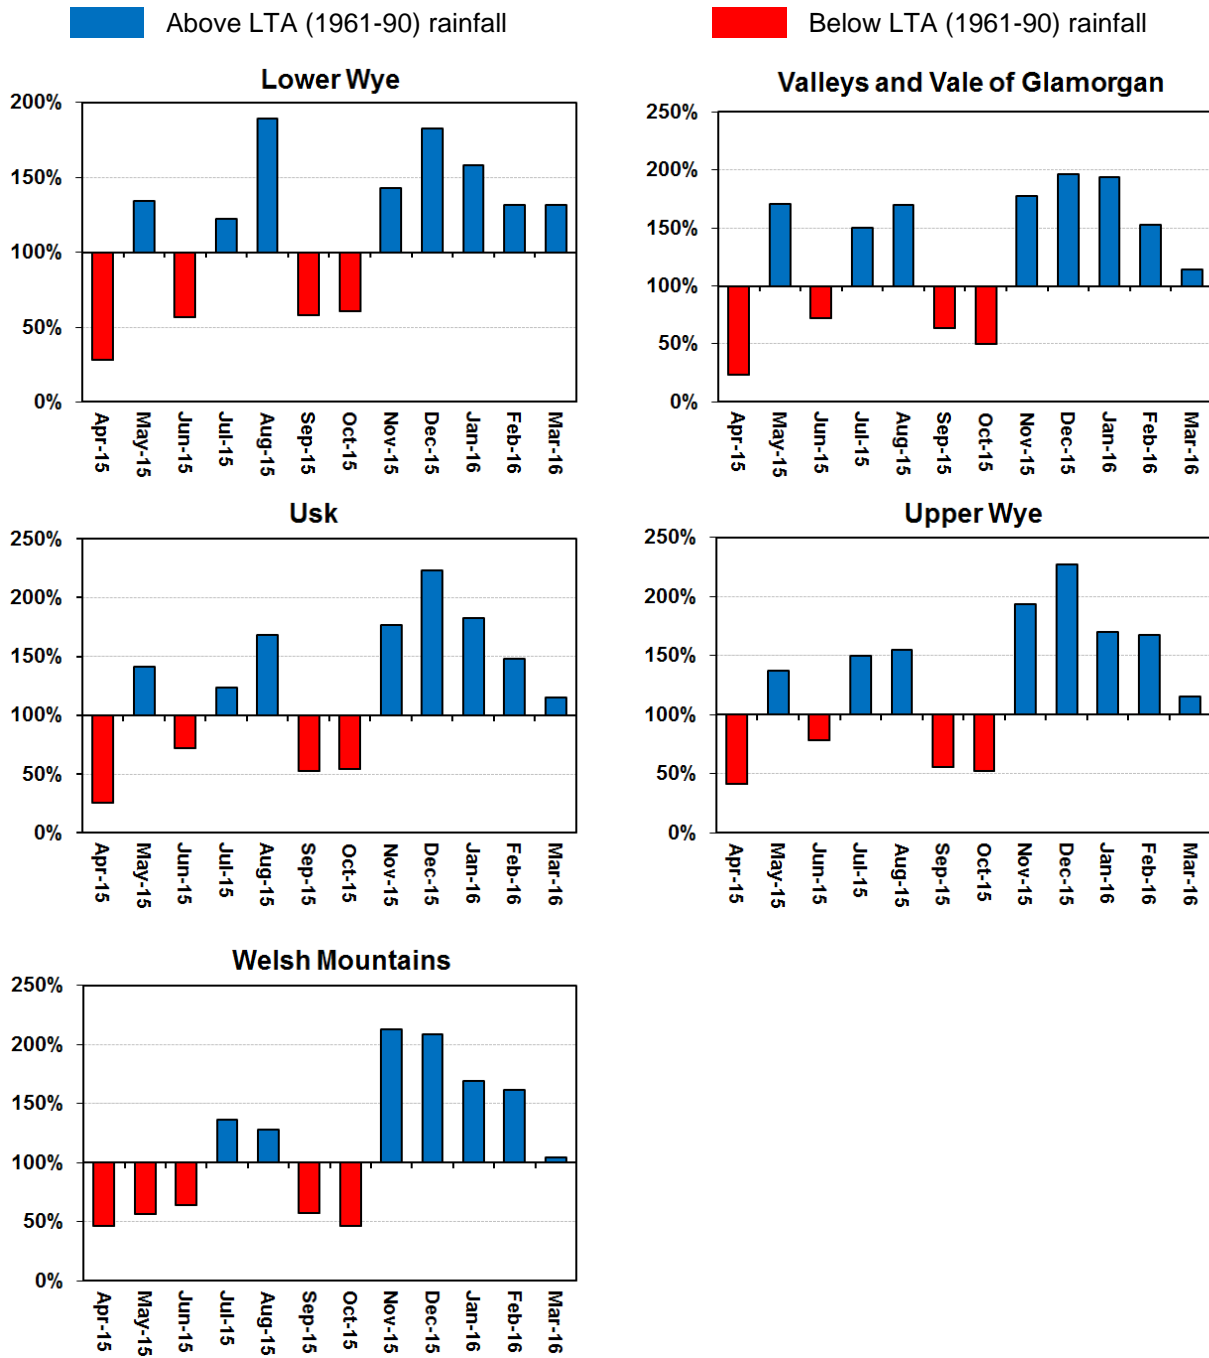 Above LTA (1961-90) rainfall
Below LTA (1961-90) rainfall
Lower Wye
200%
150%
100%
50%
0%
Apr-15
May-15
Jun-15
Jul-15
Aug-15
Sep-15
Oct-15
Nov-15
Dec-15
Jan-16
Feb-16
Mar-16
Valleys and Vale of Glamorgan
250%
200%
150%
100%
50%
0%
Apr-15
May-15
Jun-15
Jul-15
Aug-15
Sep-15
Oct-15
Nov-15
Dec-15
Jan-16
Feb-16
Mar-16
Usk
250%
200%
150%
100%
50%
0%
Apr-15
May-15
Jun-15
Jul-15
Aug-15
Sep-15
Oct-15
Nov-15
Dec-15
Jan-16
Feb-16
Mar-16
Upper Wye
250%
200%
150%
100%
50%
0%
Apr-15
May-15
Jun-15
Jul-15
Aug-15
Sep-15
Oct-15
Nov-15
Dec-15
Jan-16
Feb-16
Mar-16
Welsh Mountains
250%
200%
150%
100%
50%
0%
Apr-15
May-15
Jun-15
Jul-15
Aug-15
Sep-15
Oct-15
Nov-15
Dec-15
Jan-16
Feb-16
Mar-16